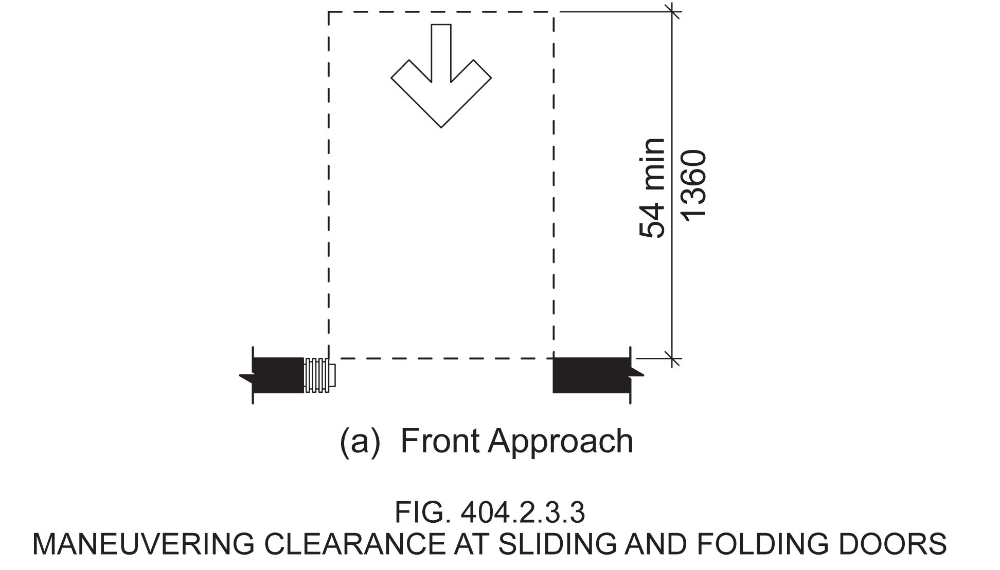 54 min
1360
(a) Front Approach
FIG. 404.2.3.3
MANEUVERING CLEARANCE AT SLIDING AND FOLDING DOORS